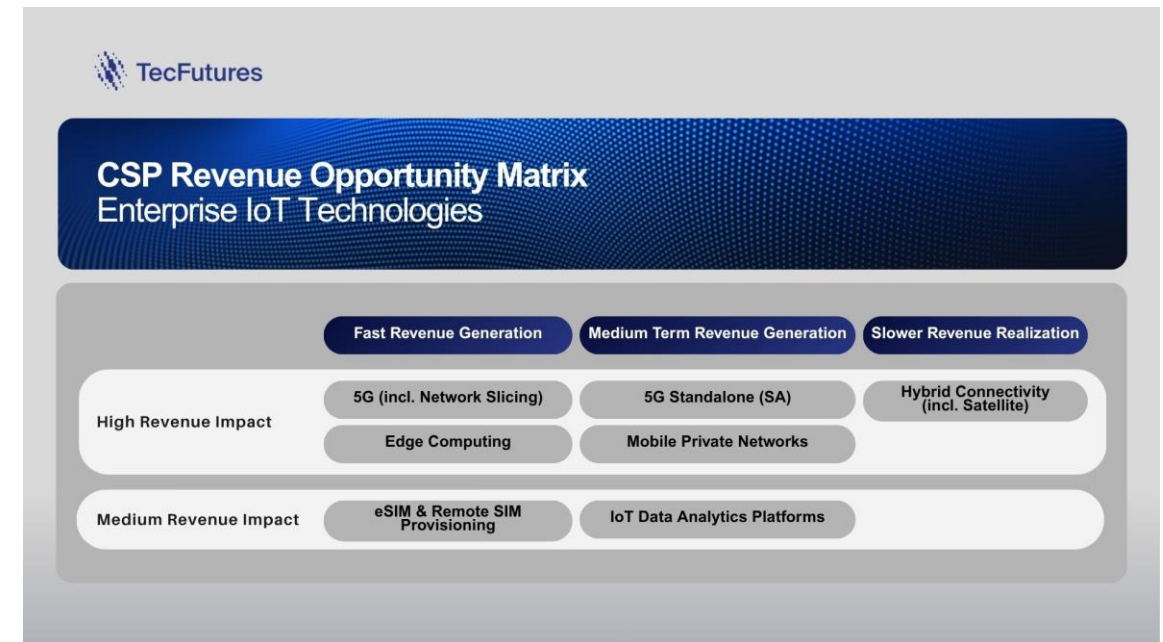 TecFutures
CSP Revenue Opportunity Matrix
Enterprise IoT Technologies
Fast Revenue Generation
Medium Term Revenue Generation
Slower Revenue Realization
High Revenue Impact
5G (incl. Network Slicing)
5G Standalone (SA)
Hybrid Connectivity
(incl. Satellite)
Edge Computing
Mobile Private Networks
Medium Revenue Impact
eSIM & Remote SIM
Provisioning
IoT Data Analytics Platforms